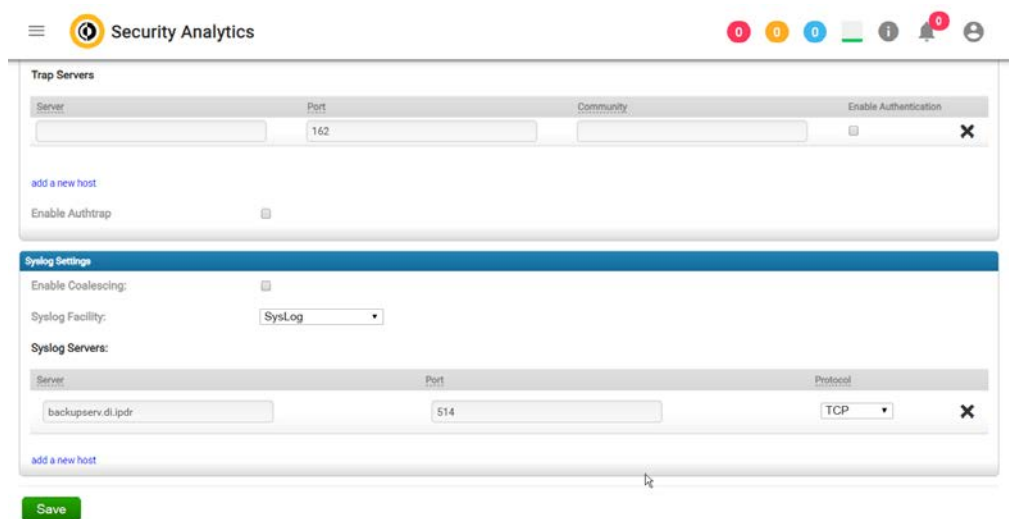 Security Analytics
0 0 0 0
Trap Servers
Server Port Community Enable Authentication
162
add a new host
Enable Authtrap
Syslog Settings
Enable Coalescing:
Syslog Facility: SysLog
Syslog Servers:
Server Port Protocol
backupserv.di.ipdr 514 TCP
add a new host
Save